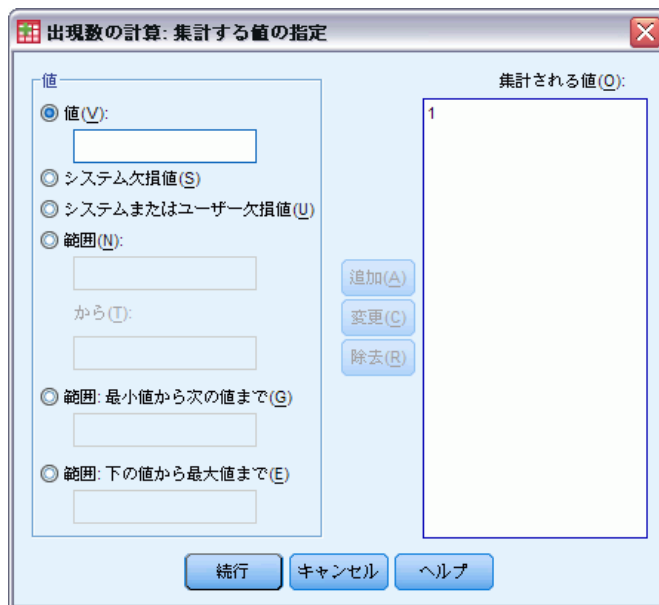 出現数の計算: 集計する値の指定
値
値(V):
システム欠損値(S)
システムまたはユーザー欠損値(U)
範囲(N):
から(T):
範囲: 最小値から次の値まで(G)
範囲: 下の値から最大値まで(E)
追加(A)
変更(C)
除去(R)
集計される値(O):
1
続行
キャンセル
ヘルプ